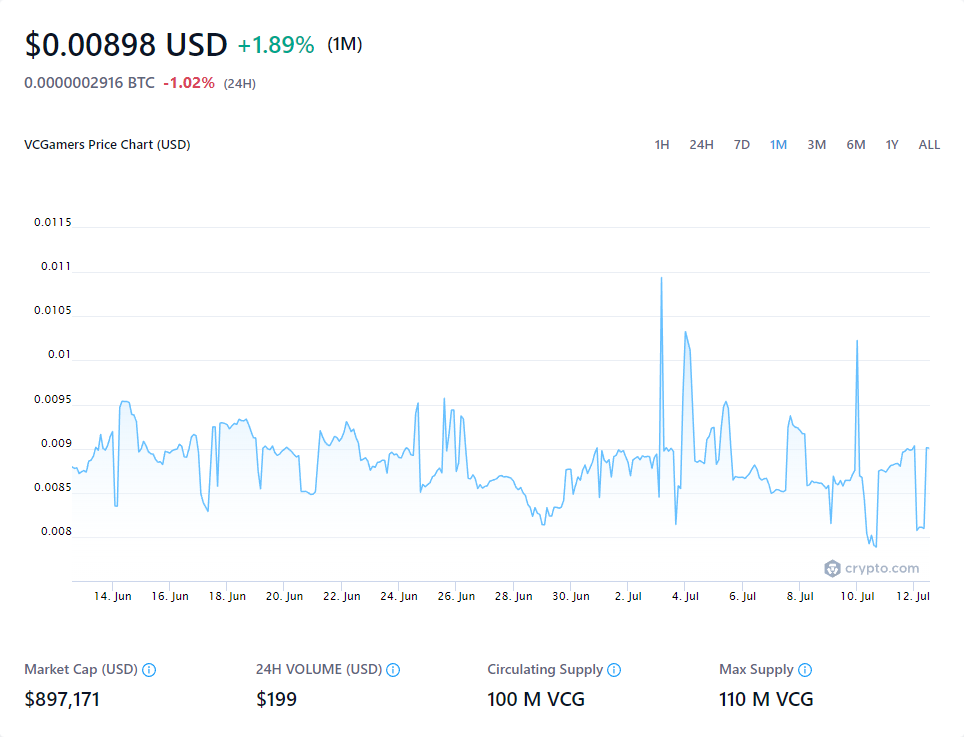 $0.00898 USD +1.89% (1M)
0.0000002916 BTC -1.02% (24H)
VCGamers Price Chart (USD) 1H 24H 7D 1M 3M 6M 1Y ALL
0.0115
0.011
0.0105
0.01
0.0095
0.009
0.0085
0.008
crypto.com
14. Jun 16. Jun 18. Jun 20. Jun 22. Jun 24. Jun 26. Jun 28. Jun 30. Jun 2. Jul 4. Jul 6. Jul 8. Jul 10. Jul 12. Jul
Market Cap (USD) 24H VOLUME (USD) Circulating Supply Max Supply
$897,171 $199 100 M VCG 110 M VCG